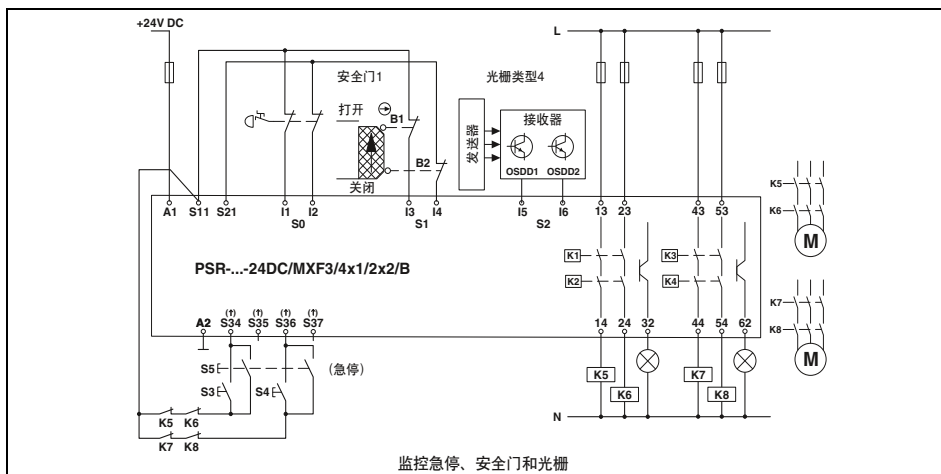 +24V DC
L
安全门1
光栅类型4
打开
B1
B2
关闭
发送器
接收器
OSDD1 OSDD2
K5
K6
M
A1 S11 S21 I1 I2 I3 I4 I5 I6 13 23 43 53
S0 S1 S2
PSR-...-24DC/MXF3/4x1/2x2/B
K1 K3
K2 K4
K7
K8
M
(†) (†) (†) (†)
A2 S34 S35 S36 S37 14 24 32 44 54 62
S5 (急停)
S3 S4
K5 K7
K6 K8
K5 K6
K7 K8
N
监控急停、安全门和光栅